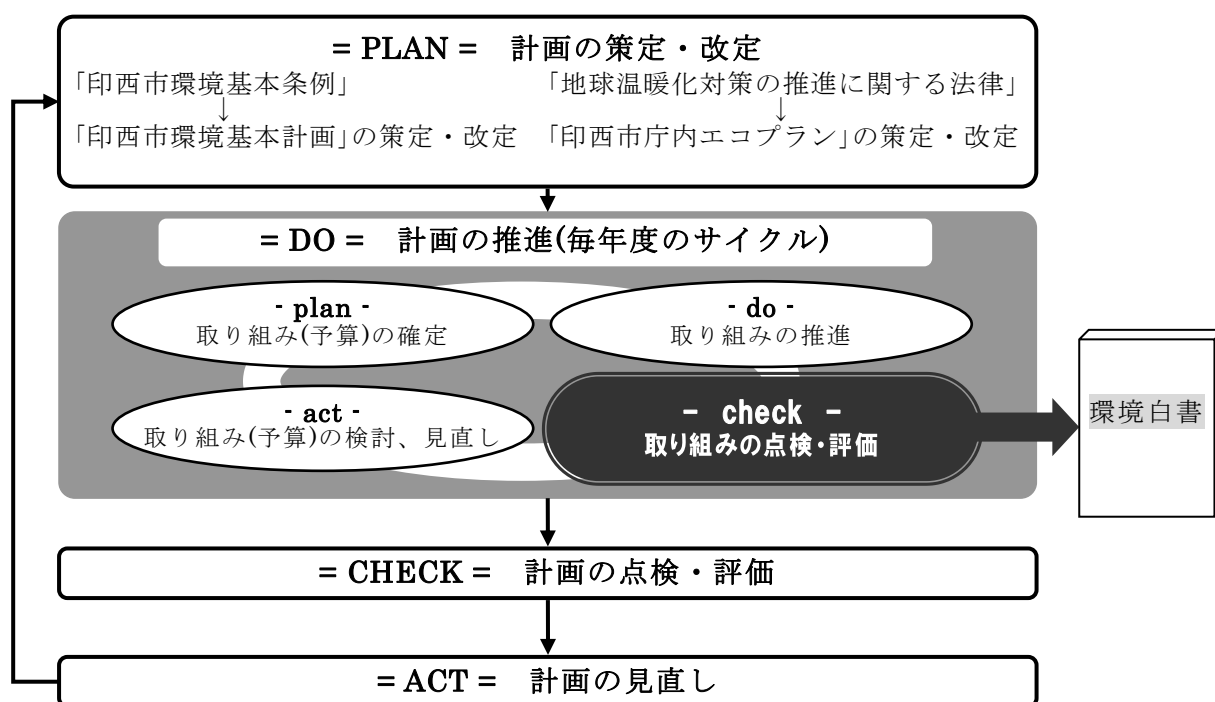 = PLAN =　計画の策定・改定
「印西市環境基本条例」　「地球温暖化対策の推進に関する法律」
↓　↓
「印西市環境基本計画」の策定・改定　「印西市庁内エコプラン」の策定・改定
= DO =　計画の推進(毎年度のサイクル)
- plan -
取り組み(予算)の確定
- do -
取り組みの推進
- act -
取り組み(予算)の検討、見直し
- check -
取り組みの点検・評価
環境白書
= CHECK =　計画の点検・評価
= ACT =　計画の見直し